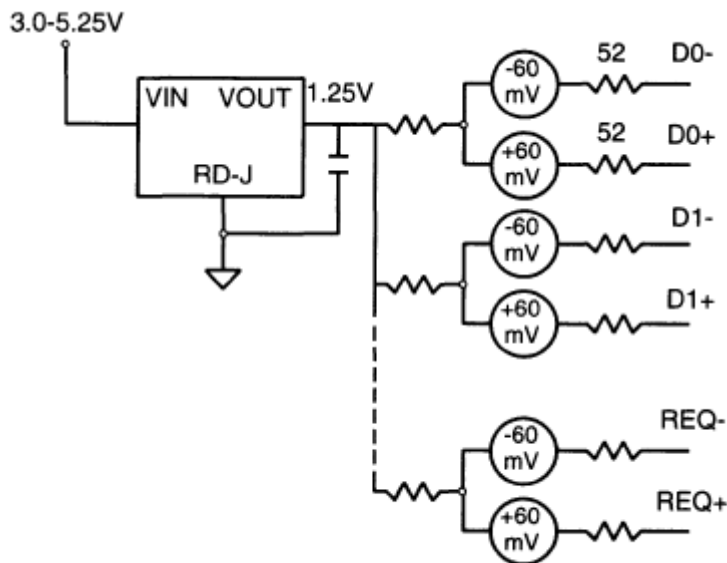 3.0-5.25V
VIN VOUT
1.25V
RD-J
-60 mV
52
D0-
+60 mV
52
D0+
-60 mV
D1-
+60 mV
D1+
-60 mV
REQ-
+60 mV
REQ+